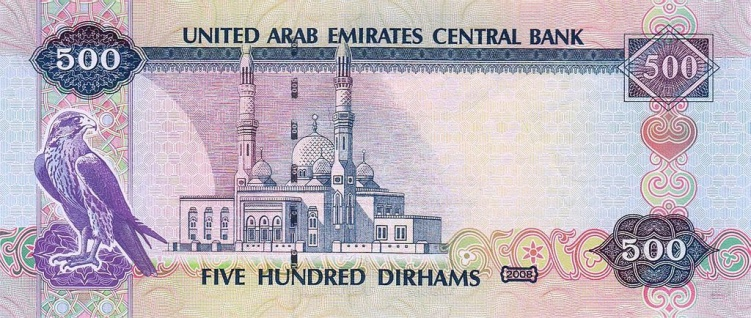 UNITED ARAB EMIRATES CENTRAL BANK
500
500
500
FIVE HUNDRED DIRHAMS
2008